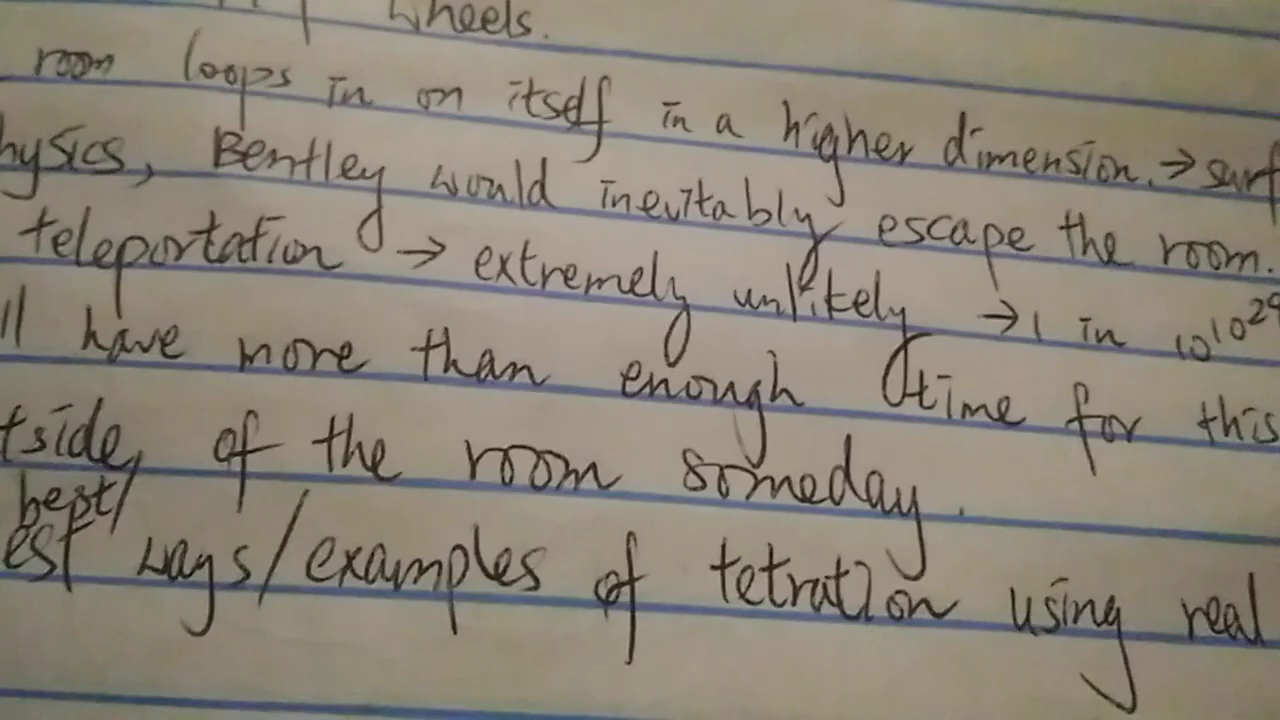 wheels.
room loops in on itself in a higher dimension. → surf
hysics, Bentley would inevitably escape the room.
teleportation → extremely unlikely → 1 in 10^10^29
ll have more than enough time for this
tside, of the room someday.
hept/
est ways/examples of tetration using real